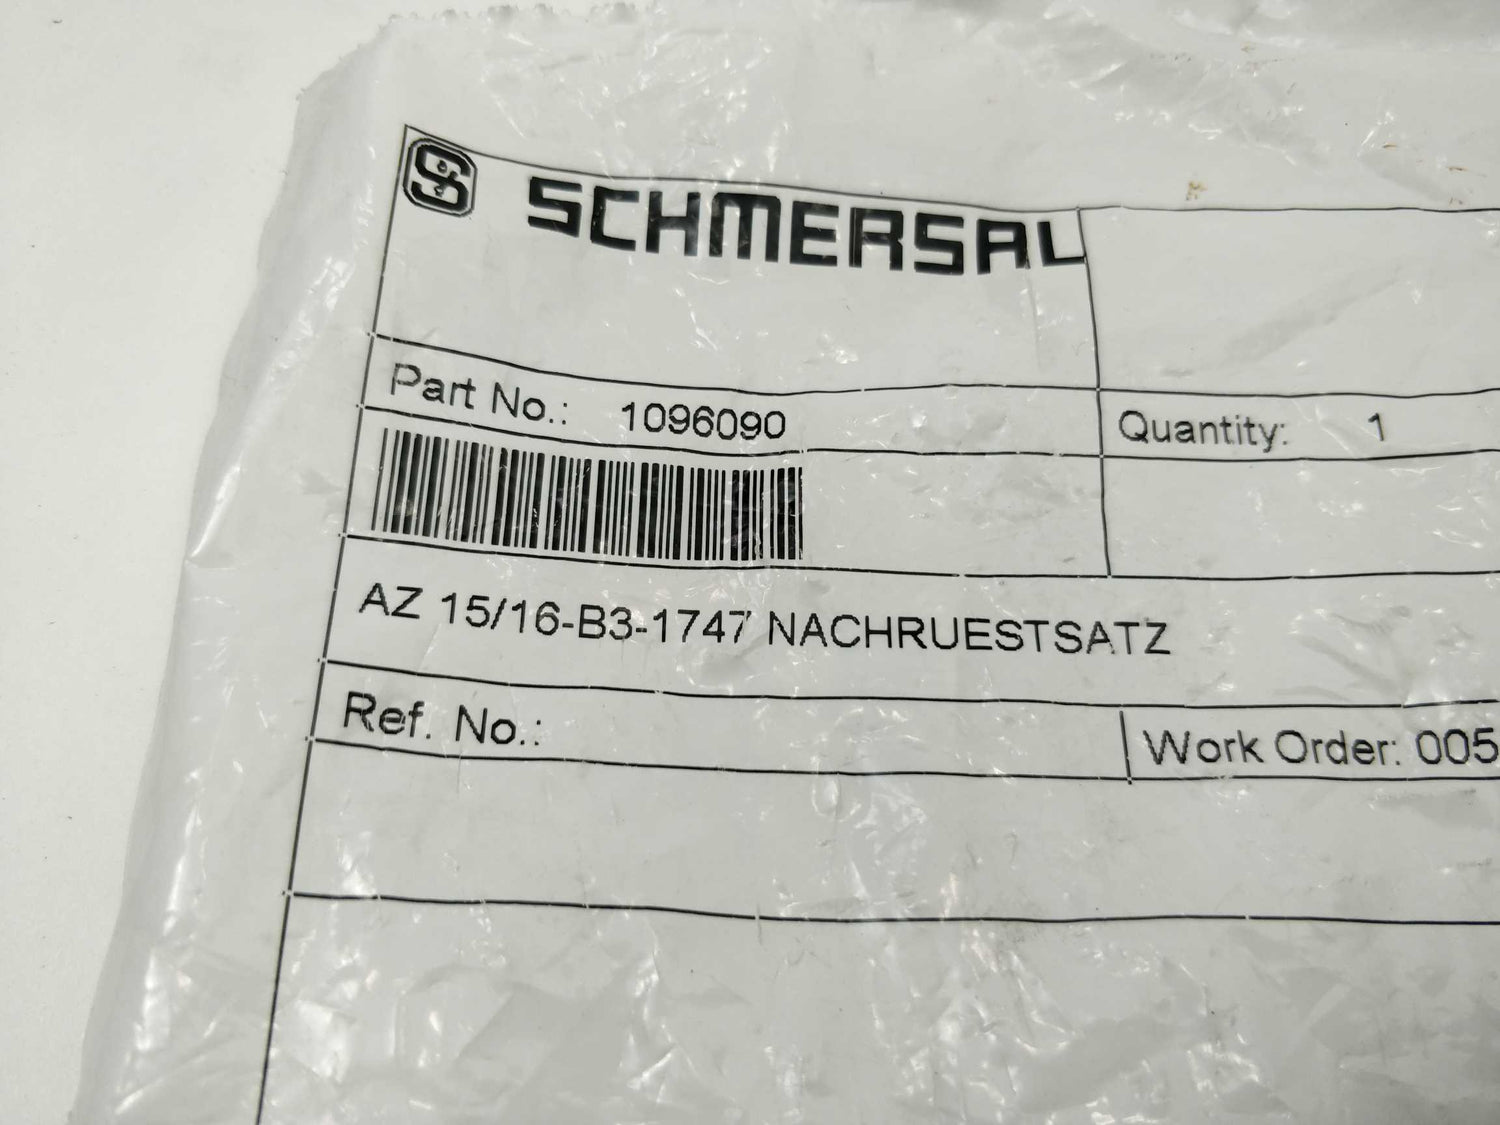 S SCHMERSAL
Part No.: 1096090
Quantity: 1
AZ 15/16-B3-1747 NACHRUESTSATZ
Ref. No.:
Work Order: 005